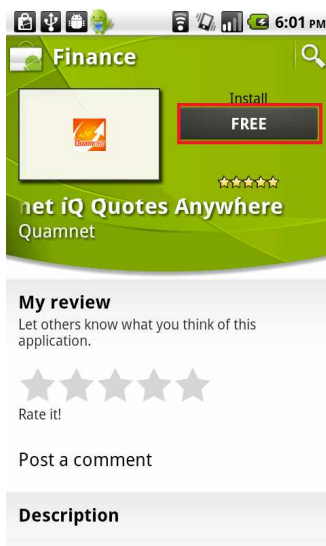 6:01 PM
Finance
Install
FREE
Quamnet
net iQ Quotes Anywhere
Quamnet
My review
Let others know what you think of this
application.
Rate it!
Post a comment
Description